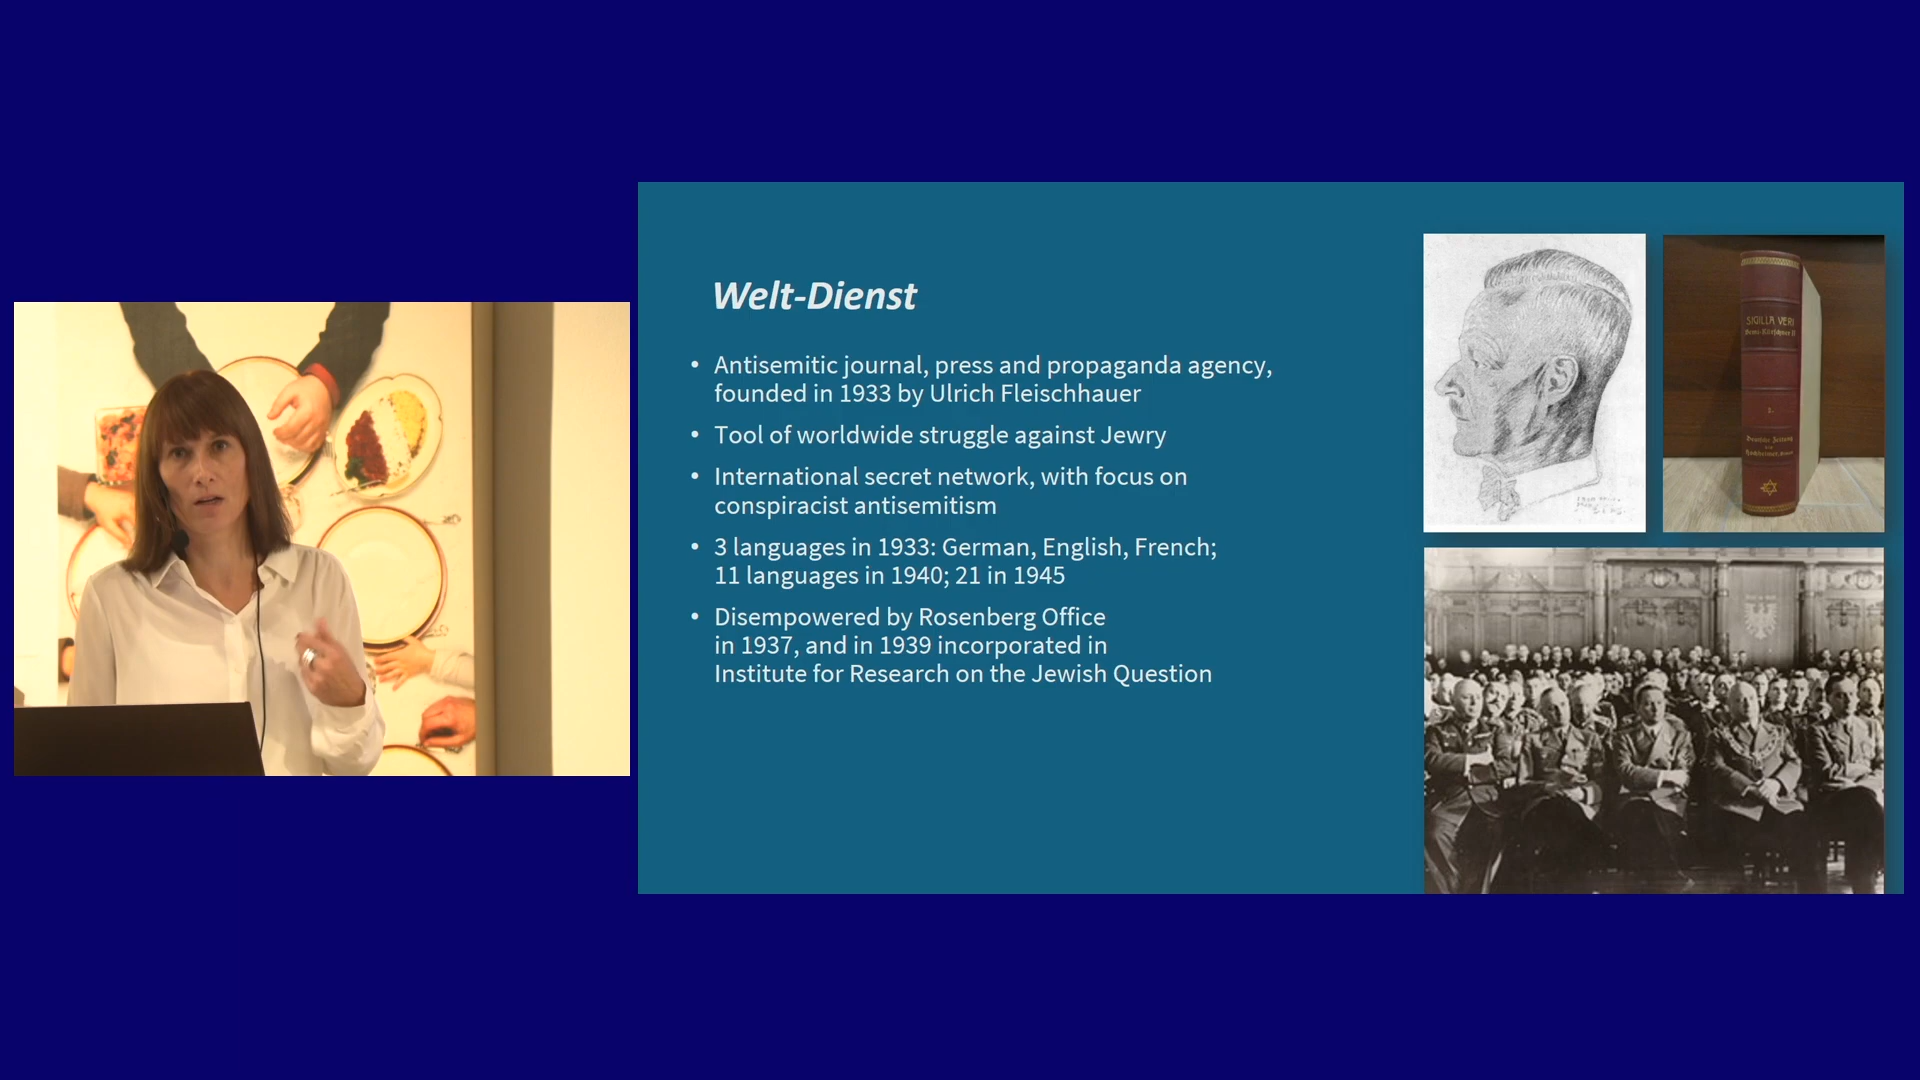 Welt-Dienst
• Antisemitic journal, press and propaganda agency,
founded in 1933 by Ulrich Fleischhauer
• Tool of worldwide struggle against Jewry
• International secret network, with focus on
conspiracist antisemitism
• 3 languages in 1933: German, English, French;
11 languages in 1940; 21 in 1945
• Disempowered by Rosenberg Office
in 1937, and in 1939 incorporated in
Institute for Research on the Jewish Question
SIGILLA VERI